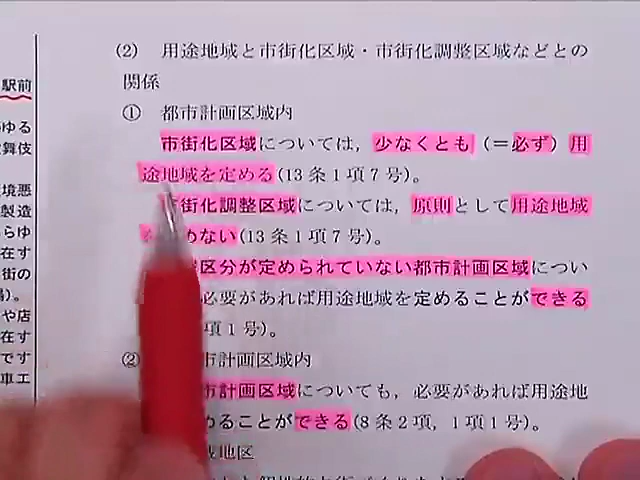 (2) 用途地域と市街化区域・市街化調整区域などとの
関係
① 都市計画区域内
市街化区域については，少なくとも（＝必ず）用
途地域を定める(13条1項7号)。
街化調整区域については，原則として用途地域
めない(13条1項7号)。
区分が定められていない都市計画区域につい
必要があれば用途地域を定めることができる
項1号)。
② 市計画区域内
市計画区域についても，必要があれば用途地
めることができる(8条2項，1項1号)。
地区
駅前
ゆる
舞伎
境悪
製造
らゆ
在す
街の
)。
や店
在す
です
車工